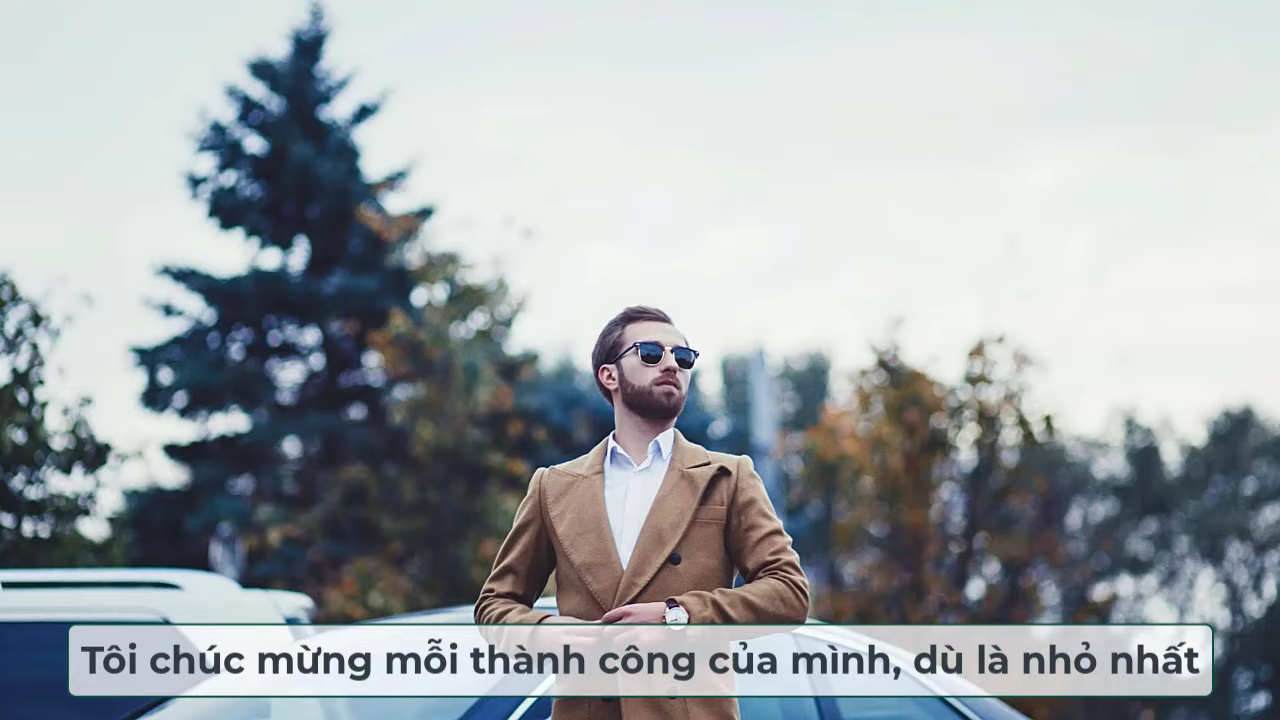 Tôi chúc mừng mỗi thành công của mình, dù là nhỏ nhất